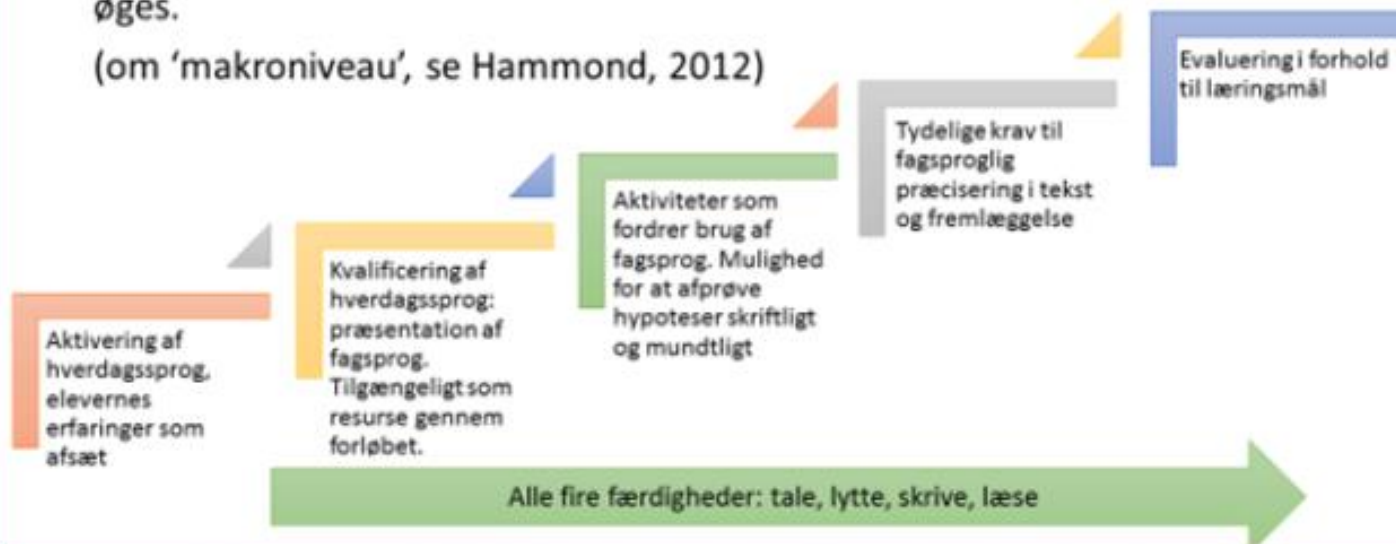 øges.
(om ‘makroniveau’, se Hammond, 2012)
Aktivering af
hverdagssprog,
elevernes
erfaringer som
afsæt
Kvalificering af
hverdagssprog:
præsentation af
fagsprog.
Tilgængeligt som
resurse gennem
forløbet.
Aktiviteter som
fordrer brug af
fagsprog. Mulighed
for at afprøve
hypoteser skriftligt
og mundtligt
Tydelige krav til
fagsproglig
præcisering i tekst
og fremlæggelse
Evaluering i forhold
til læringsmål
Alle fire færdigheder: tale, lytte, skrive, læse